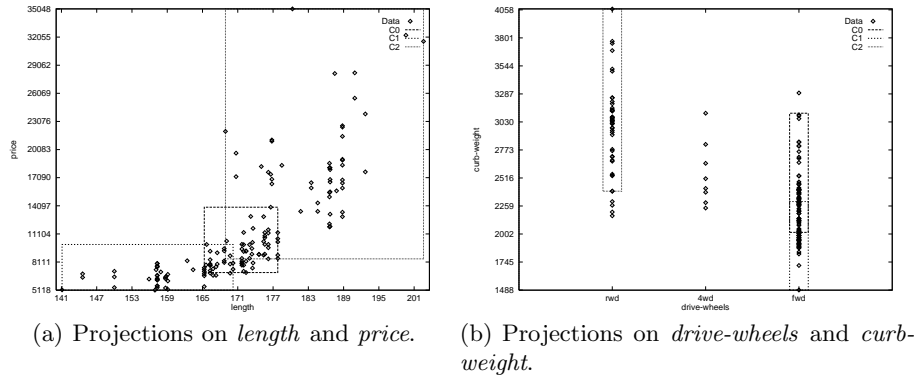 35048
32055
29062
26069
23076
20083
17090
14097
11104
8111
5118
price
141 147 153 159 165 171 177 183 189 195 201
length
Data
C0
C1
C2
(a) Projections on length and price.
4058
3801
3544
3287
3030
2773
2516
2259
2002
1745
1488
curb-weight
rwd 4wd fwd
drive-wheels
Data
C0
C1
C2
(b) Projections on drive-wheels and curb-
weight.